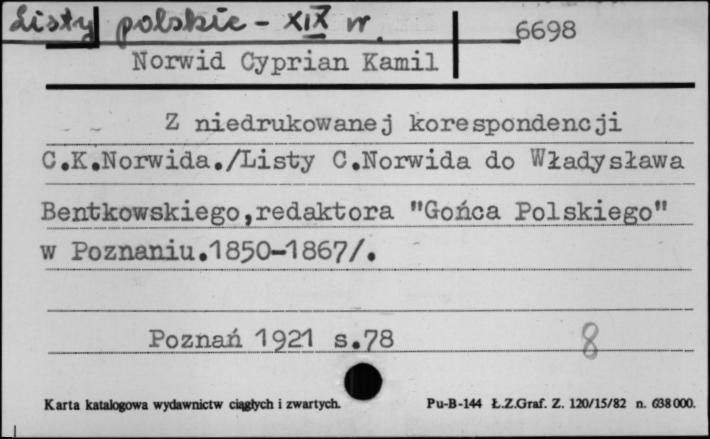 Listy polskie - XIX w.
6698
Norwid Cyprian Kamil
Z niedrukowanej korespondencji
C.K.Norwida./Listy C.Norwida do Władysława
Bentkowskiego,redaktora "Gońca Polskiego"
w Poznaniu.1850-1867/.
Poznań 1921 s.78
8
Karta katalogowa wydawnictw ciągłych i zwartych.
Pu-B-144 Ł.Z.Graf. Z. 120/15/82 n. 638000.